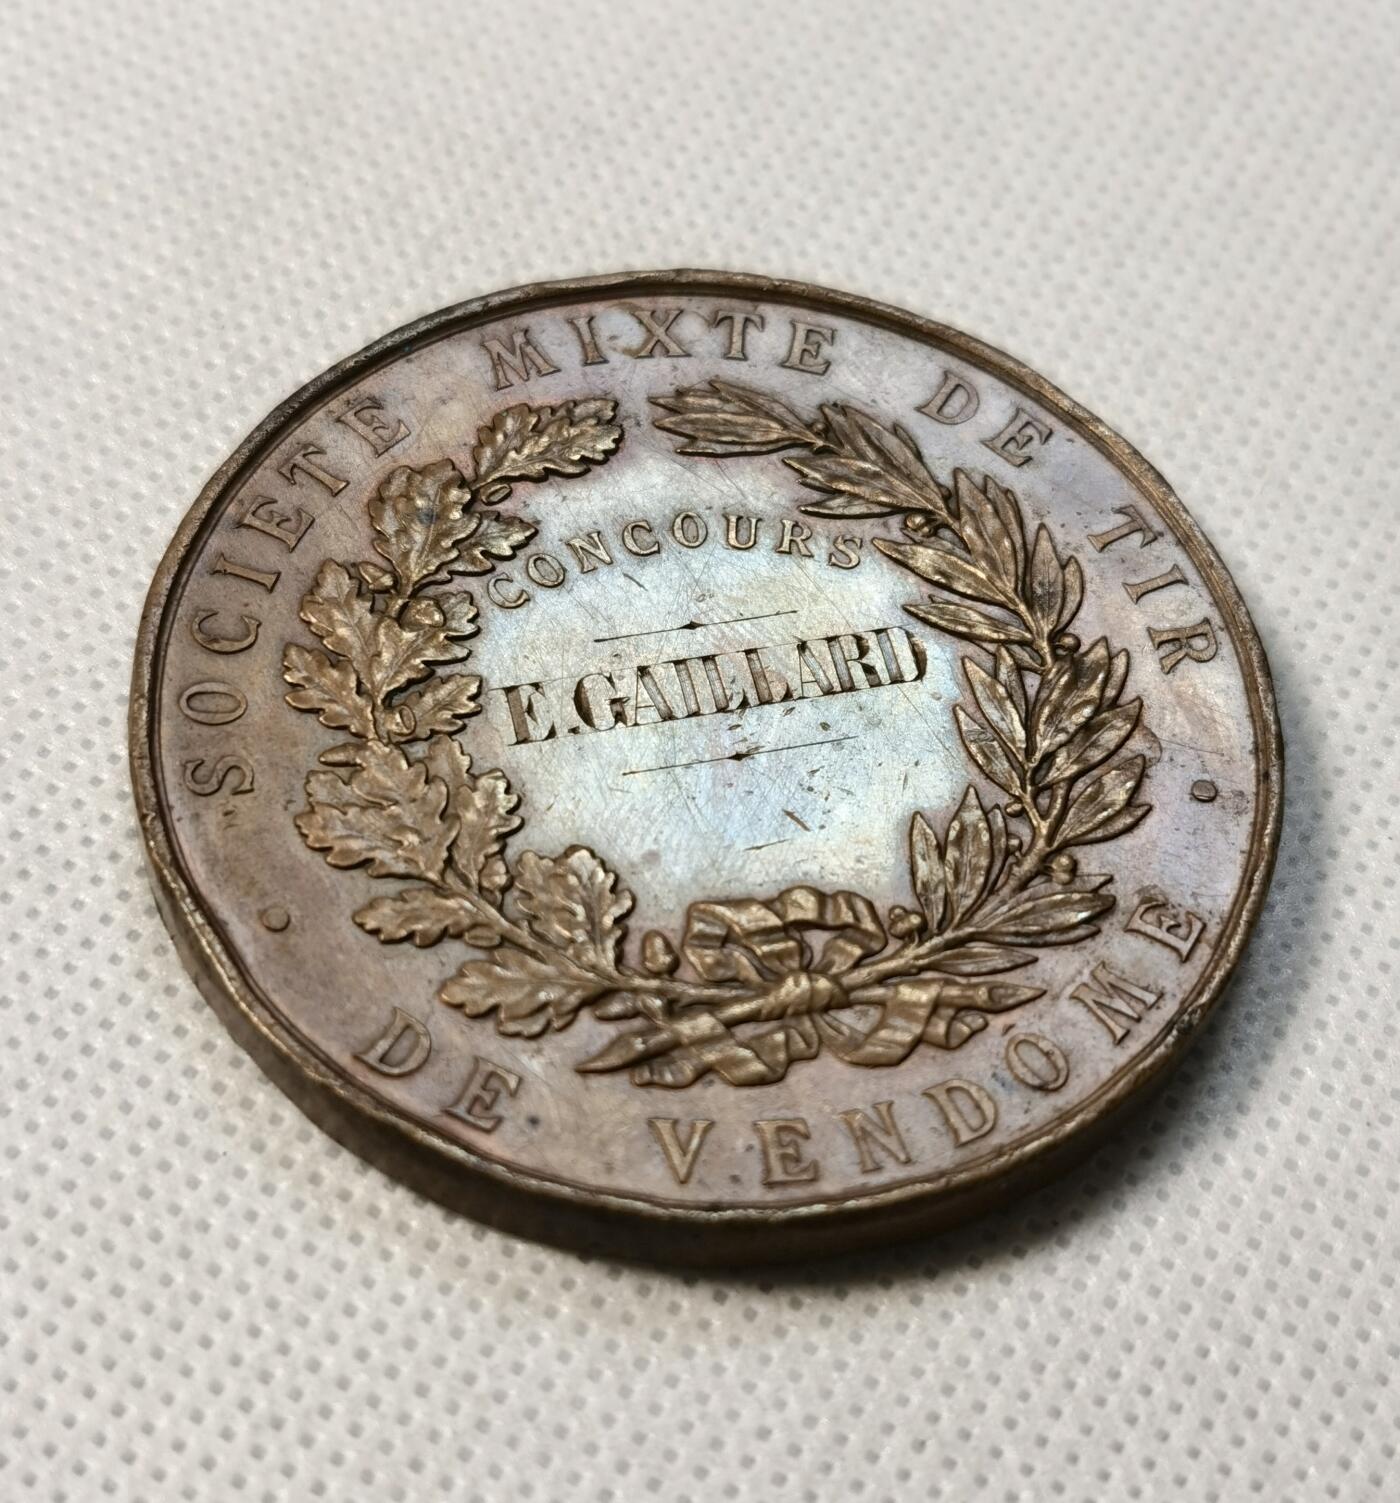 SOCIETE MIXTE DE TIR
CONCOURS
E.GAILLARD
• DE VENDOME •